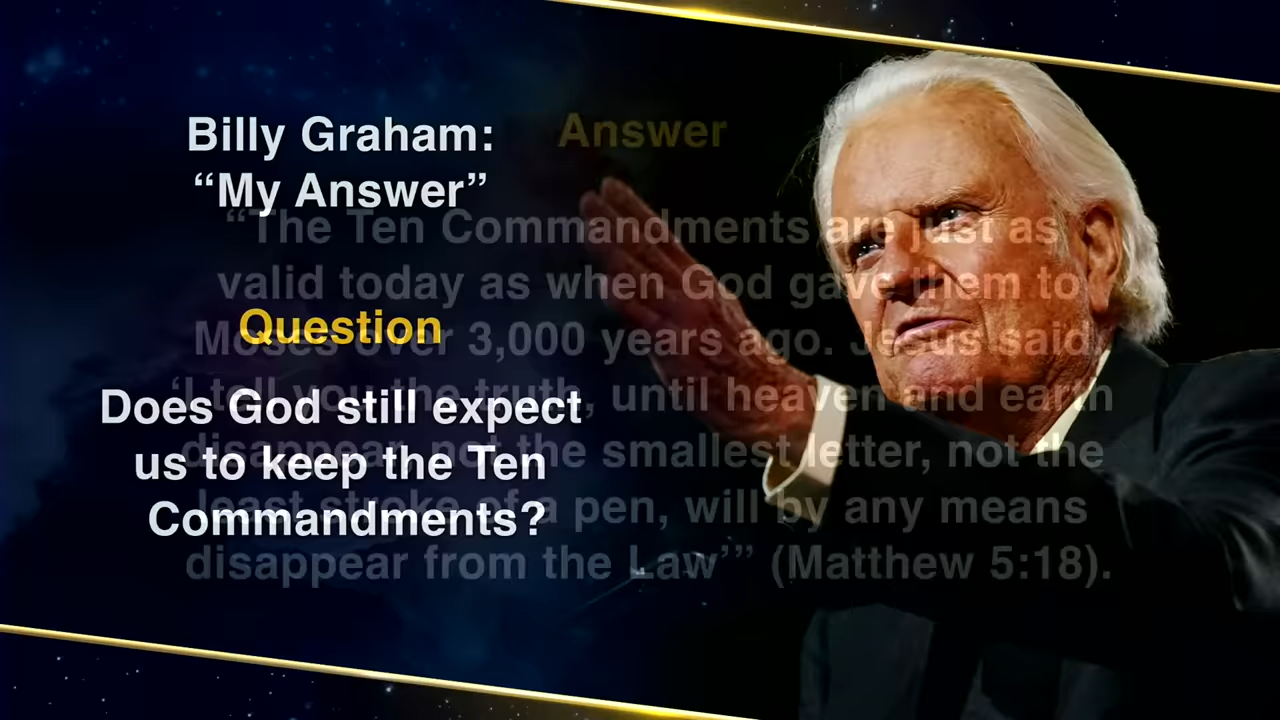 Billy Graham:
“My Answer”
Question
Does God still expect
us to keep the Ten
Commandments?
Answer
“The Ten Commandments are just as
valid today as when God gave them to
Moses over 3,000 years ago. Jesus said,
‘I tell you the truth, until heaven and earth
disappear, not the smallest letter, not the
least stroke of a pen, will by any means
disappear from the Law’” (Matthew 5:18).